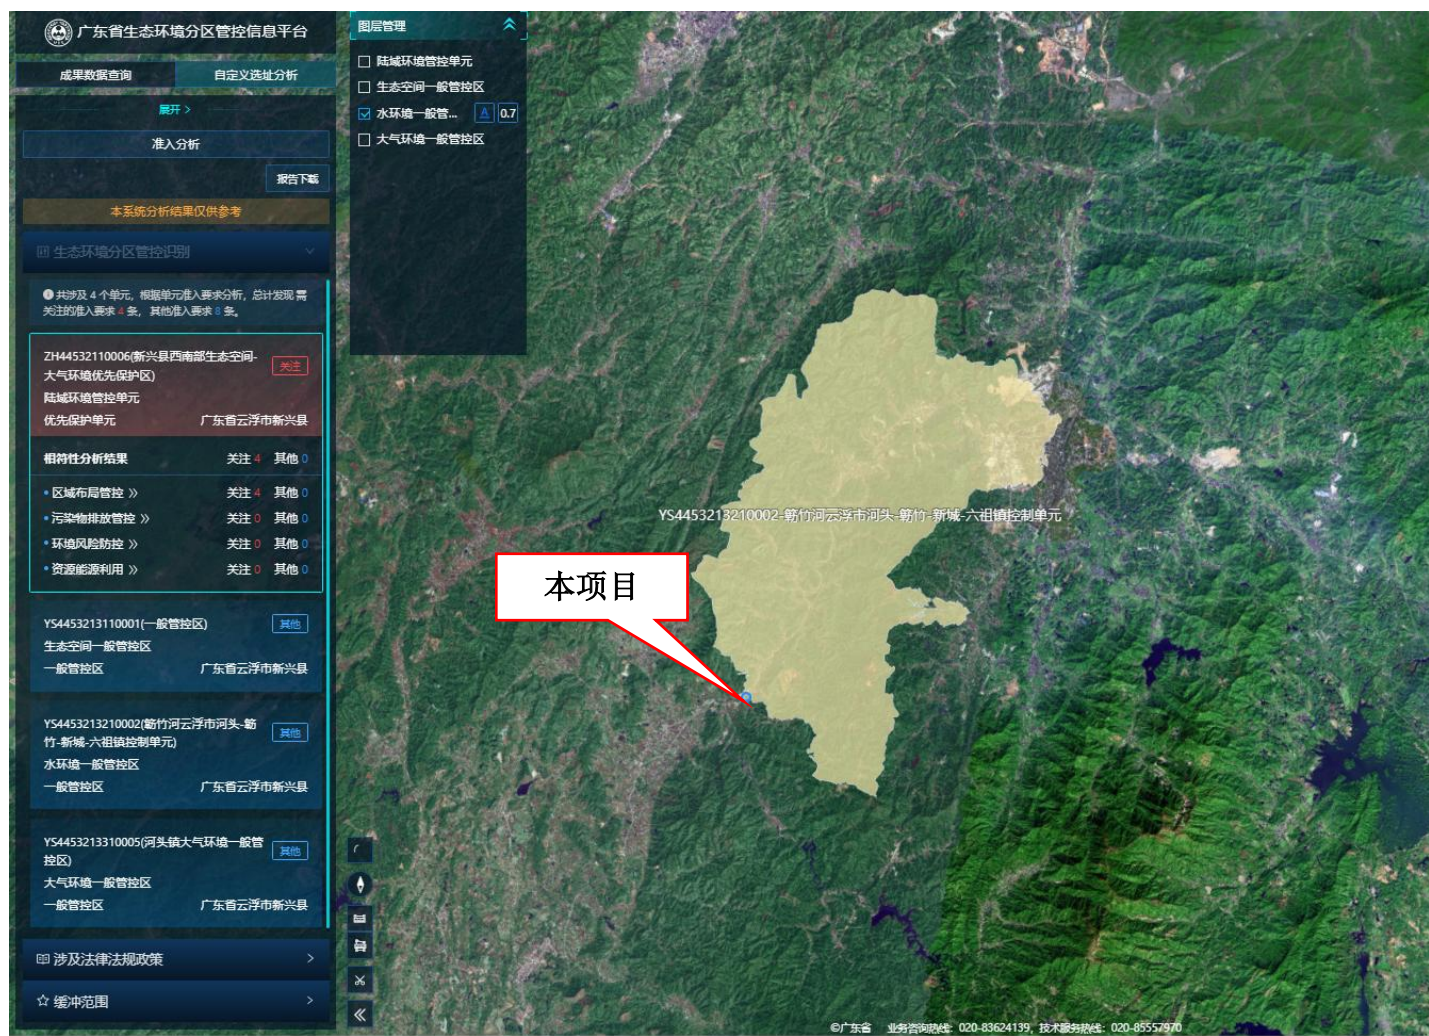 广东省生态环境分区管控信息平台
成果数据查询
自定义选址分析
展开 >
准入分析
报告下载
本系统分析结果仅供参考
生态环境分区管控识别
共涉及 4 个单元, 根据单元准入要求分析, 总计发现 需
关注的准入要求 4 条, 其他准入要求 8 条。
ZH44532110006(新兴县西南部生态空间-
大气环境优先保护区)
关注
陆域环境管控单元
优先保护单元 广东省云浮市新兴县
相符性分析结果 关注 4 其他 0
• 区域布局管控 » 关注 4 其他 0
• 污染物排放管控 » 关注 0 其他 0
• 环境风险防控 » 关注 0 其他 0
• 资源能源利用 » 关注 0 其他 0
YS4453213110001(一般管控区)
其他
生态空间一般管控区
一般管控区 广东省云浮市新兴县
YS4453213210002(簕竹河云浮市河头-簕
竹-新城-六祖镇控制单元)
其他
水环境一般管控区
一般管控区 广东省云浮市新兴县
YS4453213310005(河头镇大气环境一般管
控区)
其他
大气环境一般管控区
一般管控区 广东省云浮市新兴县
涉及法律法规政策 >
缓冲范围 >
图层管理
陆域环境管控单元
生态空间一般管控区
水环境一般管... A 0.7
大气环境一般管控区
YS4453213210002-簕竹河云浮市河头-簕竹-新城-六祖镇控制单元
本项目
©广东省 业务咨询热线: 020-83624139, 技术服务热线: 020-85557970